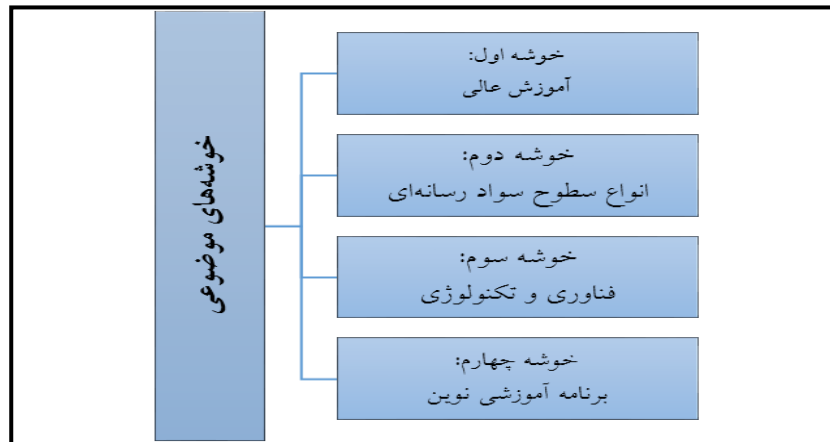 خوشه‌های موضوعی
خوشه اول:
آموزش عالی
خوشه دوم:
انواع سطوح سواد رسانه‌ای
خوشه سوم:
فناوری و تکنولوژی
خوشه چهارم:
برنامه آموزشی نوین